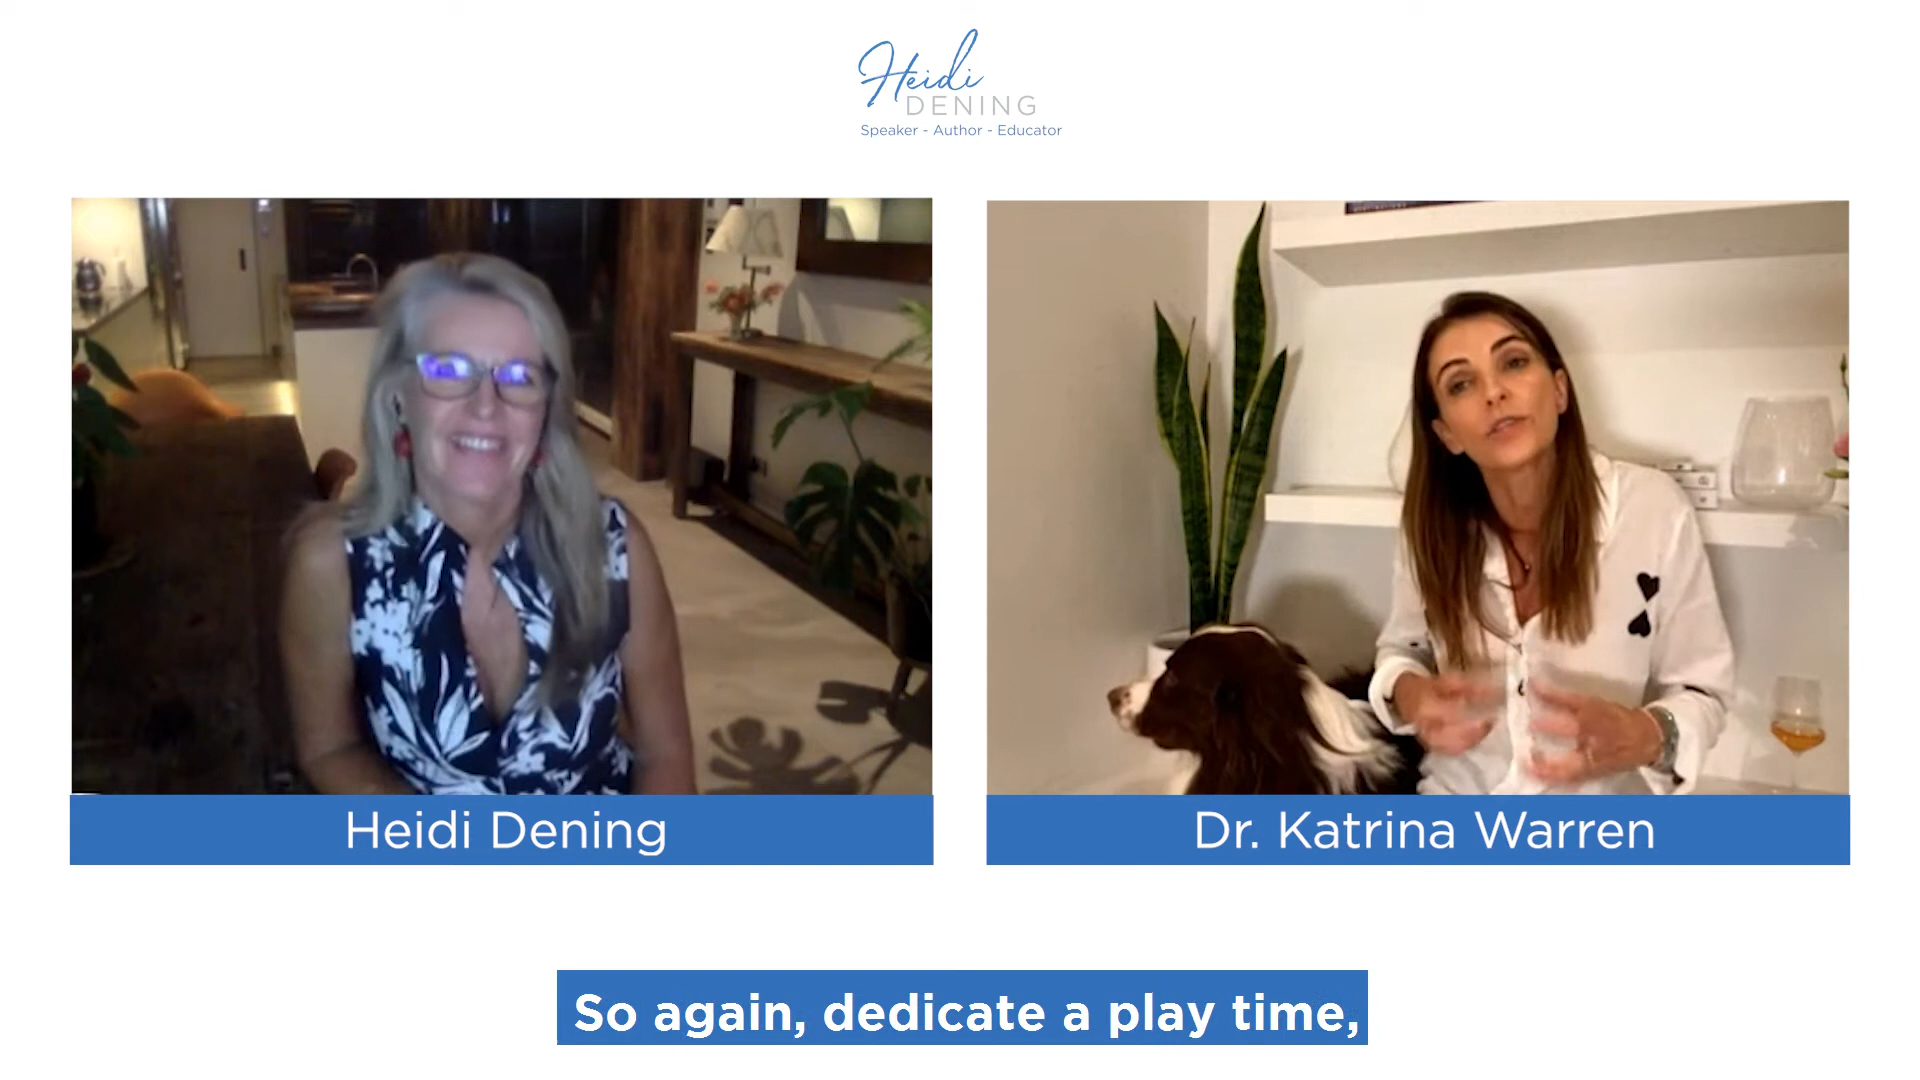 Heidi
DENING
Speaker - Author - Educator
Heidi Dening
Dr. Katrina Warren
So again, dedicate a play time,